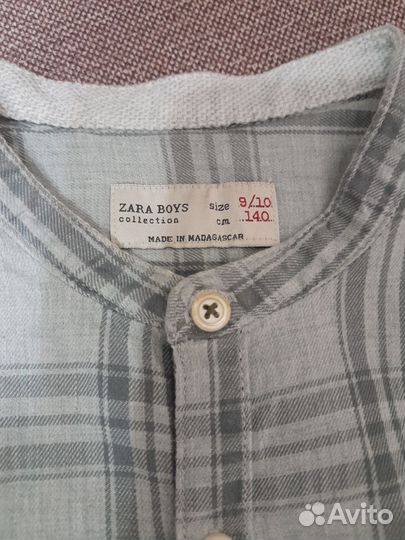 ZARA BOYS size 9/10
collection cm ..140..
MADE IN MADAGASCAR
Avito